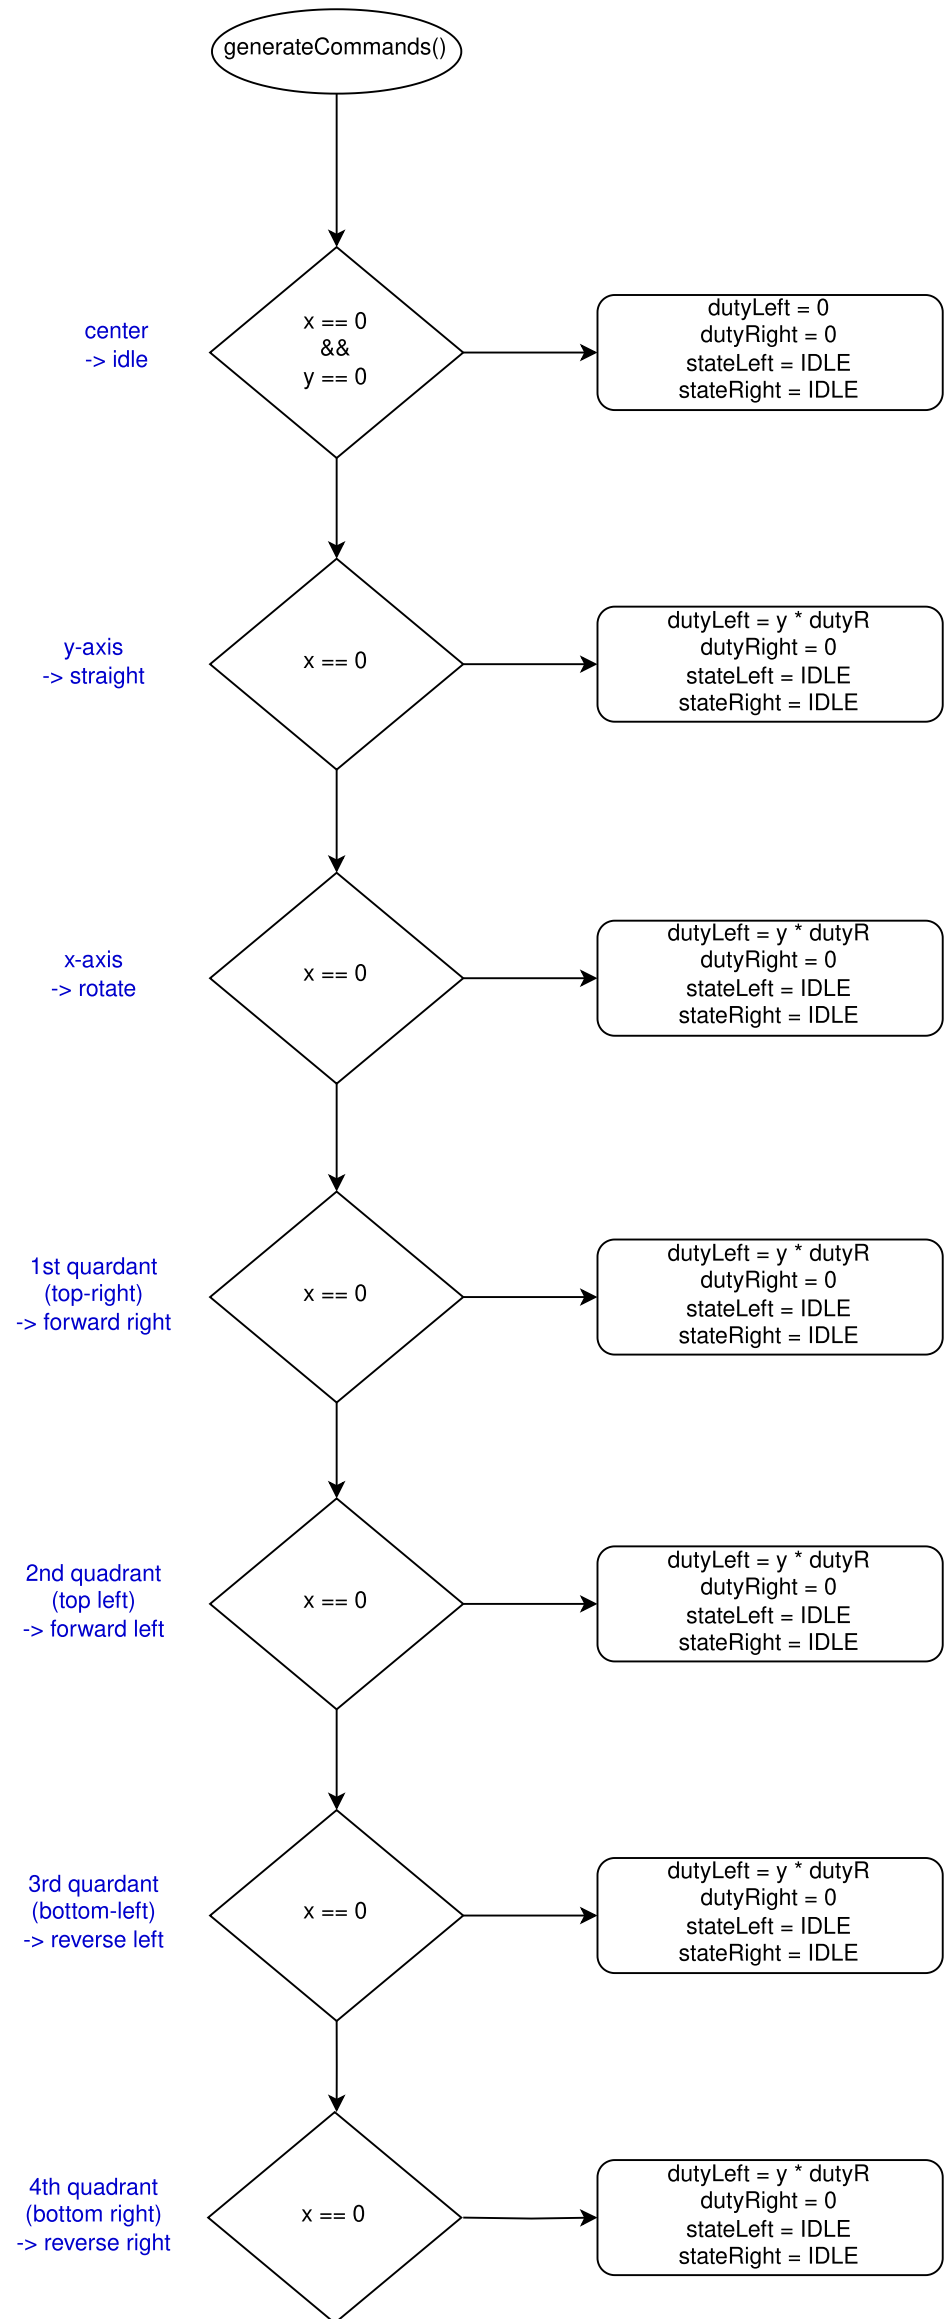 generateCommands()
center
-> idle
x == 0
&&
y == 0
dutyLeft = 0
dutyRight = 0
stateLeft = IDLE
stateRight = IDLE
y-axis
-> straight
x == 0
dutyLeft = y * dutyR
dutyRight = 0
stateLeft = IDLE
stateRight = IDLE
x-axis
-> rotate
x == 0
dutyLeft = y * dutyR
dutyRight = 0
stateLeft = IDLE
stateRight = IDLE
1st quardant
(top-right)
-> forward right
x == 0
dutyLeft = y * dutyR
dutyRight = 0
stateLeft = IDLE
stateRight = IDLE
2nd quadrant
(top left)
-> forward left
x == 0
dutyLeft = y * dutyR
dutyRight = 0
stateLeft = IDLE
stateRight = IDLE
3rd quardant
(bottom-left)
-> reverse left
x == 0
dutyLeft = y * dutyR
dutyRight = 0
stateLeft = IDLE
stateRight = IDLE
4th quadrant
(bottom right)
-> reverse right
x == 0
dutyLeft = y * dutyR
dutyRight = 0
stateLeft = IDLE
stateRight = IDLE